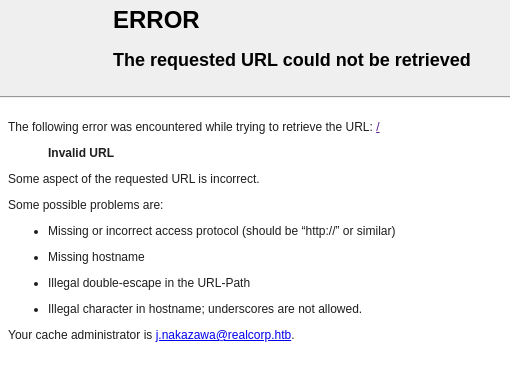 ERROR
The requested URL could not be retrieved
The following error was encountered while trying to retrieve the URL: /
Invalid URL
Some aspect of the requested URL is incorrect.
Some possible problems are:
• Missing or incorrect access protocol (should be “http://” or similar)
• Missing hostname
• Illegal double-escape in the URL-Path
• Illegal character in hostname; underscores are not allowed.
Your cache administrator is j.nakazawa@realcorp.htb.